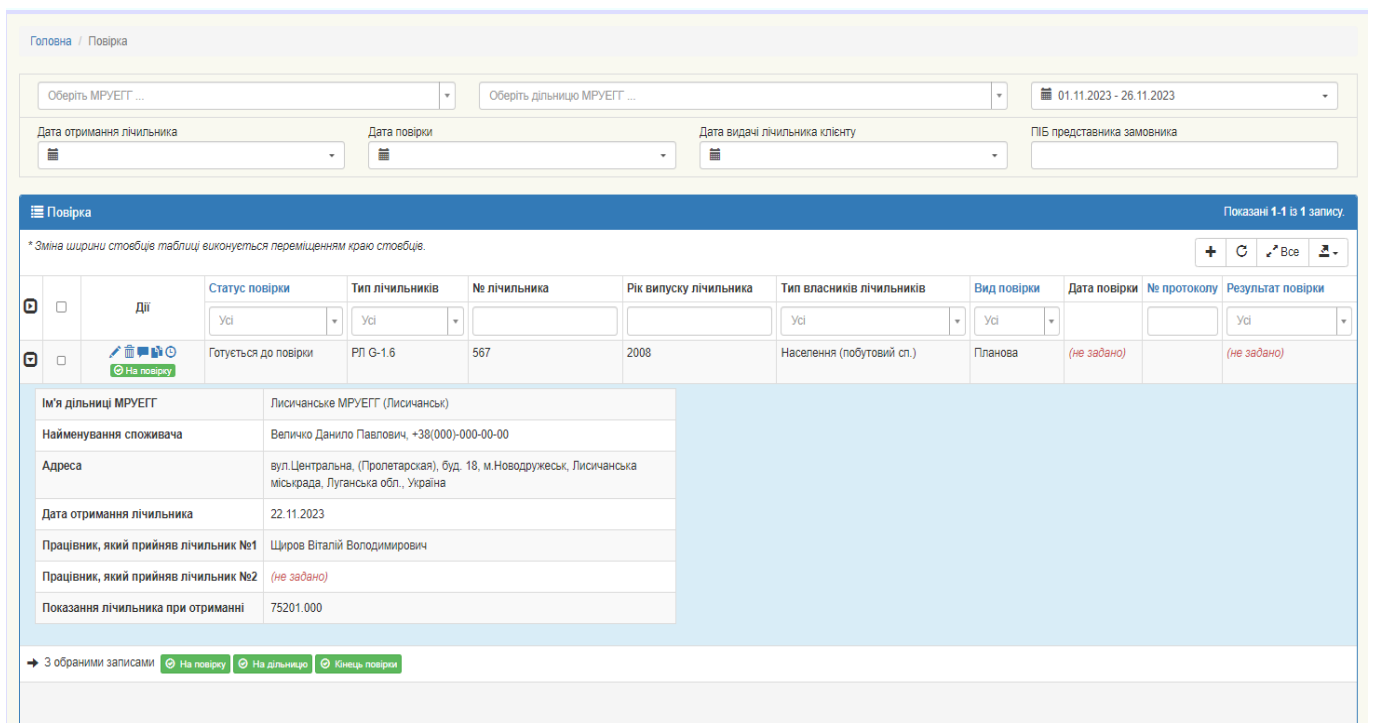 Головна / Повірка
Оберіть МРУЕГГ ...
Оберіть дільницю МРУЕГГ ...
01.11.2023 - 26.11.2023
Дата отримання лічильника
Дата повірки
Дата видачі лічильника клієнту
ПІБ представника замовника
Повірка
Показані 1-1 із 1 запису.
* Зміна ширини стовбців таблиці виконується переміщенням краю стовбців.
Все
Дії
Статус повірки
Тип лічильників
№ лічильника
Рік випуску лічильника
Тип власників лічильників
Вид повірки
Дата повірки
№ протоколу
Результат повірки
Усі
Усі
Усі
Усі
Усі
На повірку
Готується до повірки
РЛ G-1.6
567
2008
Населення (побутовий сп.)
Планова
(не задано)
(не задано)
Ім'я дільниці МРУЕГГ
Лисичанське МРУЕГГ (Лисичанськ)
Найменування споживача
Величко Данило Павлович, +38(000)-000-00-00
Адреса
вул.Центральна, (Пролетарская), буд. 18, м.Новодружеськ, Лисичанська
міськрада, Луганська обл., Україна
Дата отримання лічильника
22.11.2023
Працівник, який прийняв лічильник №1
Щиров Віталій Володимирович
Працівник, який прийняв лічильник №2
(не задано)
Показання лічильника при отриманні
75201.000
З обраними записами
На повірку
На дільницю
Кінець повірки